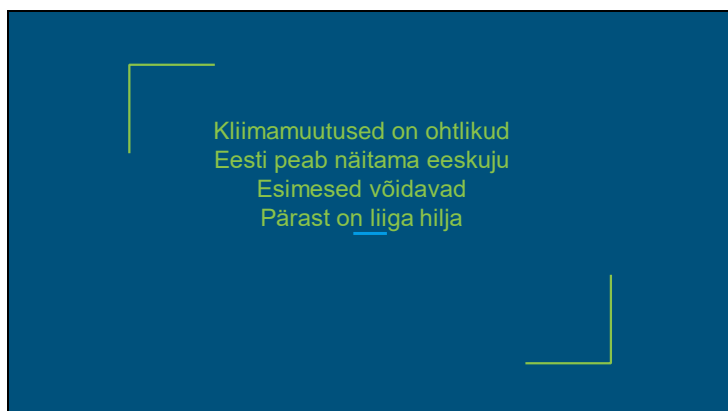 Kliimamuutused on ohtlikud
Eesti peab näitama eeskuju
Esimesed võidavad
Pärast on liiga hilja